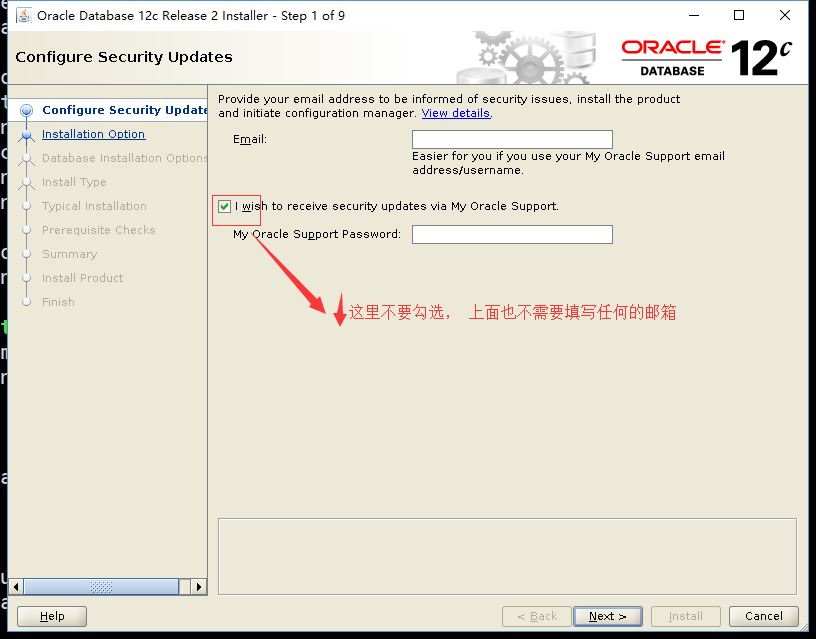 Oracle Database 12c Release 2 Installer - Step 1 of 9
Configure Security Updates
ORACLE
DATABASE
12c
Configure Security Update
Installation Option
Database Installation Options
Install Type
Typical Installation
Prerequisite Checks
Summary
Install Product
Finish
Provide your email address to be informed of security issues, install the product
and initiate configuration manager. View details.
Email:
Easier for you if you use your My Oracle Support email
address/username.
I wish to receive security updates via My Oracle Support.
My Oracle Support Password:
这里不要勾选， 上面也不需要填写任何的邮箱
Help
< Back
Next >
Install
Cancel